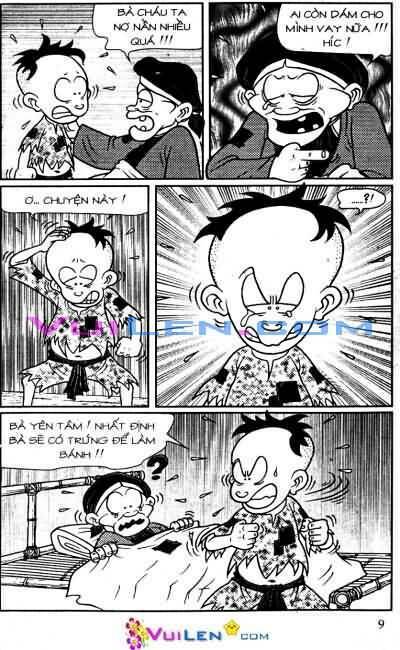 BÀ CHÁU TA
NỢ NẦN NHIỀU
QUÁ !!!
AI CÒN DÁM CHO
MÌNH VAY NỮA !!!
HÍC !
Ơ... CHUYỆN NÀY !
......?!
VUILEN.COM
BÀ YÊN TÂM ! NHẤT ĐỊNH
BÀ SẼ CÓ TRỨNG ĐỂ LÀM
BÁNH !!
?
9
VUILEN.COM